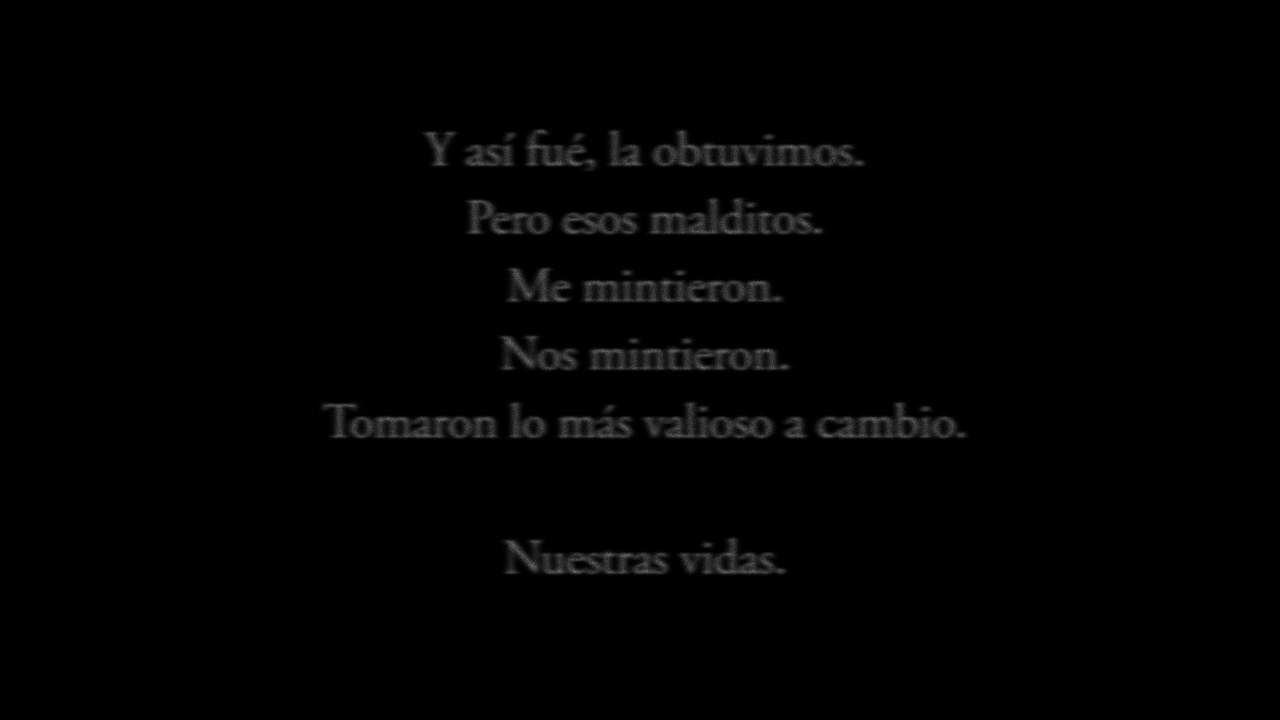 Y así fué, la obtuvimos.
Pero esos malditos.
Me mintieron.
Nos mintieron.
Tomaron lo más valioso a cambio.
Nuestras vidas.